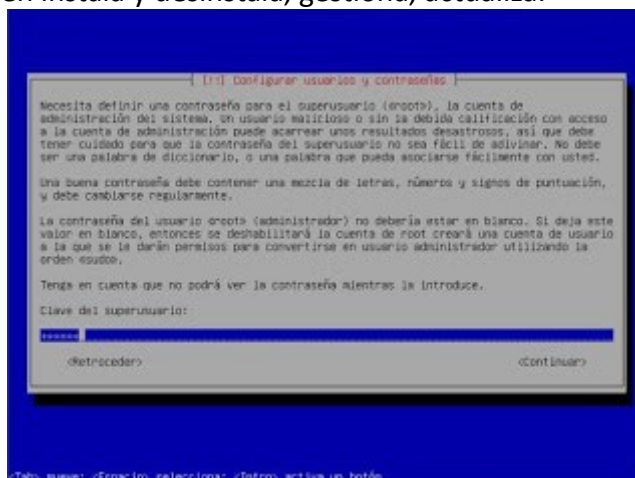 en instala y desinstala, gestiona, actualiza.
[!!] Configurar usuarios y contraseñas
Necesita definir una contraseña para el superusuario («root»), la cuenta de
administración del sistema. Un usuario malicioso o sin la debida calificación con acceso
a la cuenta de administración puede acarrear unos resultados desastrosos, así que debe
tener cuidado para que la contraseña del superusuario no sea fácil de adivinar. No debe
ser una palabra de diccionario, o una palabra que pueda asociarse fácilmente con usted.
Una buena contraseña debe contener una mezcla de letras, números y signos de puntuación,
y debe cambiarse regularmente.
La contraseña del usuario «root» (administrador) no debería estar en blanco. Si deja este
valor en blanco, entonces se deshabilitará la cuenta de root creará una cuenta de usuario
a la que se le darán permisos para convertirse en usuario administrador utilizando la
orden «sudo».
Tenga en cuenta que no podrá ver la contraseña mientras la introduce.
Clave del superusuario:
******
<Retroceder> <Continuar>
<Tab> mueve; <Espacio> selecciona; <Intro> activa un botón